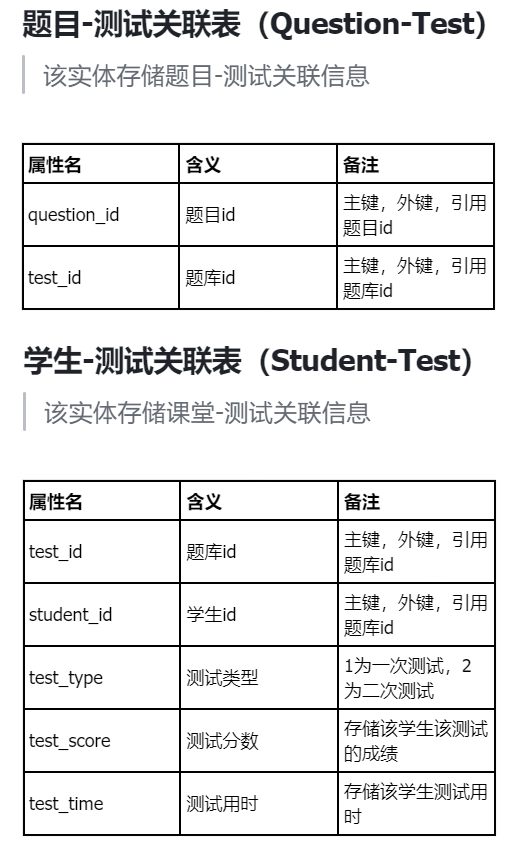 题目-测试关联表（Question-Test）
该实体存储题目-测试关联信息
属性名 含义 备注
question_id 题目id 主键，外键，引用
题目id
test_id 题库id 主键，外键，引用
题库id
学生-测试关联表（Student-Test）
该实体存储课堂-测试关联信息
属性名 含义 备注
test_id 题库id 主键，外键，引用
题库id
student_id 学生id 主键，外键，引用
题库id
test_type 测试类型 1为一次测试，2
为二次测试
test_score 测试分数 存储该学生该测试
的成绩
test_time 测试用时 存储该学生测试用
时